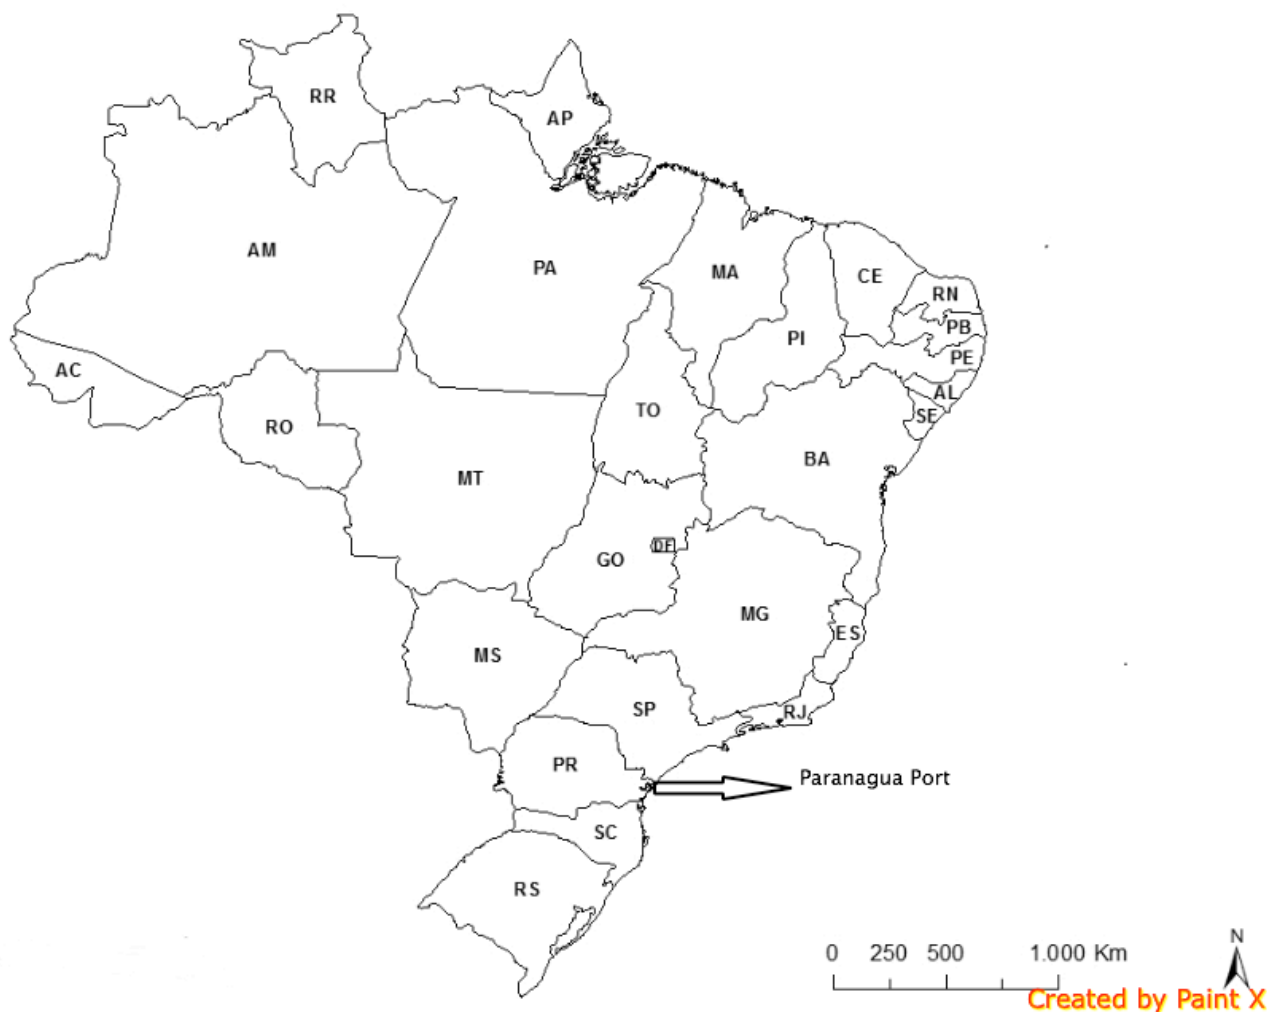 RR
AP
AM
PA
MA
CE
RN
PB
PI
PE
AC
AL
TO
SE
RO
BA
MT
DF
GO
MG
ES
MS
SP
RJ
PR
Paranagua Port
SC
RS
N
0 250 500 1.000 Km
Created by Paint X